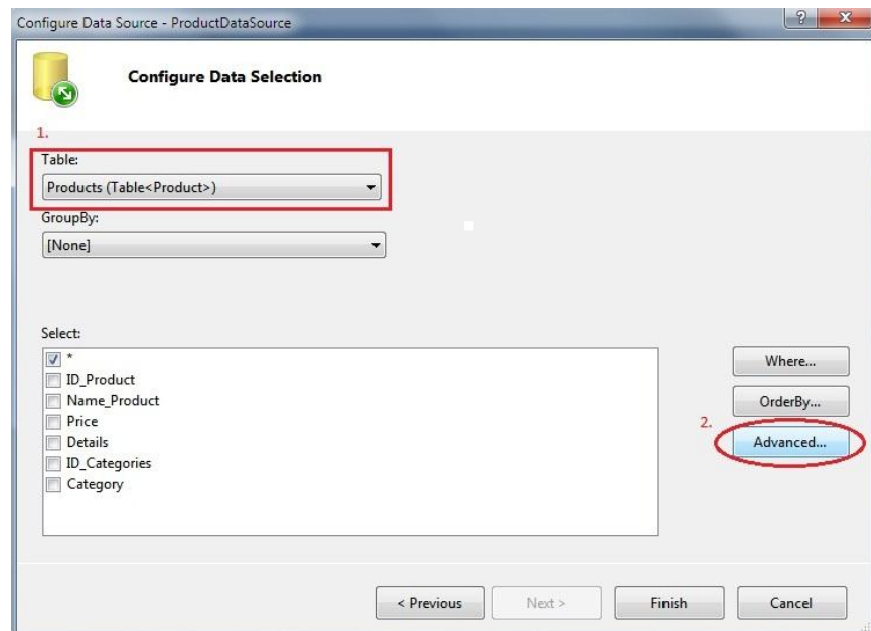 Configure Data Source - ProductDataSource
?
X
Configure Data Selection
1.
Table:
Products (Table<Product>)
GroupBy:
[None]
Select:
*
ID_Product
Name_Product
Price
Details
ID_Categories
Category
Where...
OrderBy...
2.
Advanced...
< Previous
Next >
Finish
Cancel